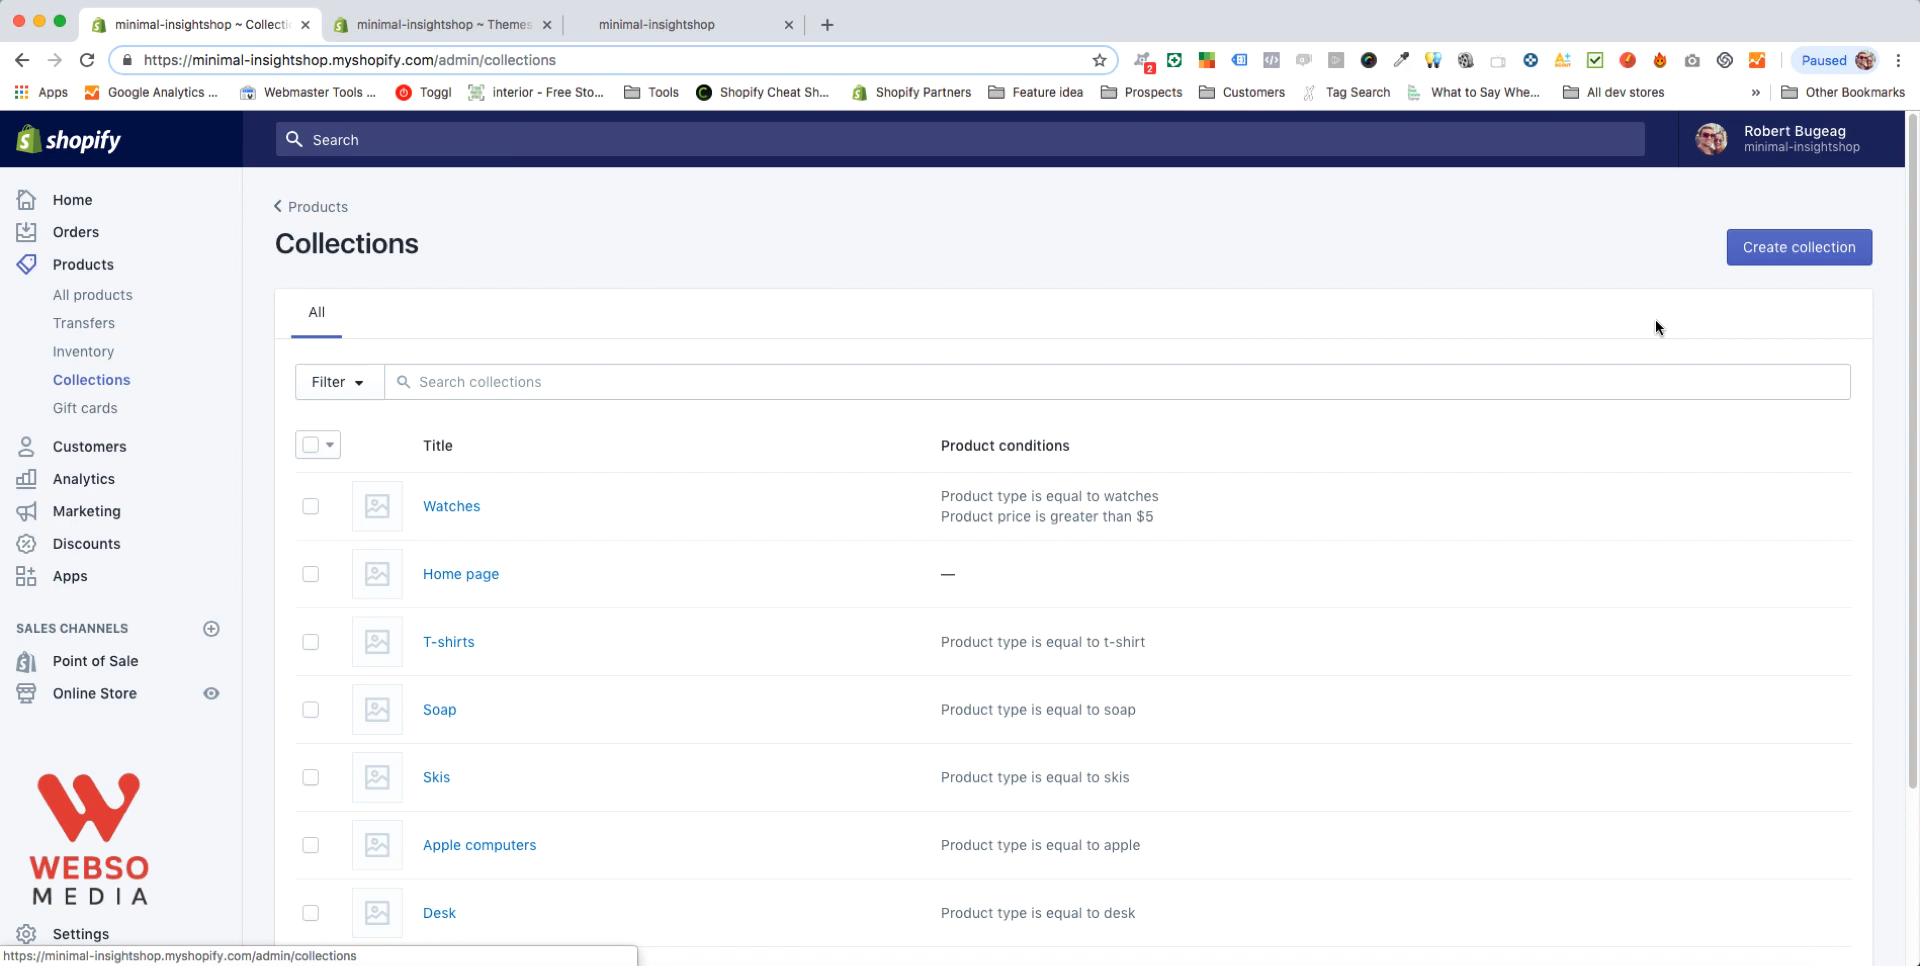 minimal-insightshop ~ Collecti
minimal-insightshop ~ Themes
minimal-insightshop
https://minimal-insightshop.myshopify.com/admin/collections
2
Paused
Apps
Google Analytics ...
Webmaster Tools ...
Toggl
interior - Free Sto...
Tools
Shopify Cheat Sh...
Shopify Partners
Feature idea
Prospects
Customers
Tag Search
What to Say Whe...
All dev stores
»
Other Bookmarks
shopify
Search
Robert Bugeag
minimal-insightshop
Home
Orders
Products
All products
Transfers
Inventory
Collections
Gift cards
Customers
Analytics
Marketing
Discounts
Apps
SALES CHANNELS
Point of Sale
Online Store
WEBSO
MEDIA
Settings
https://minimal-insightshop.myshopify.com/admin/collections
Products
Collections
Create collection
All
Filter
Search collections
Title
Product conditions
Watches
Product type is equal to watches
Product price is greater than $5
Home page
—
T-shirts
Product type is equal to t-shirt
Soap
Product type is equal to soap
Skis
Product type is equal to skis
Apple computers
Product type is equal to apple
Desk
Product type is equal to desk